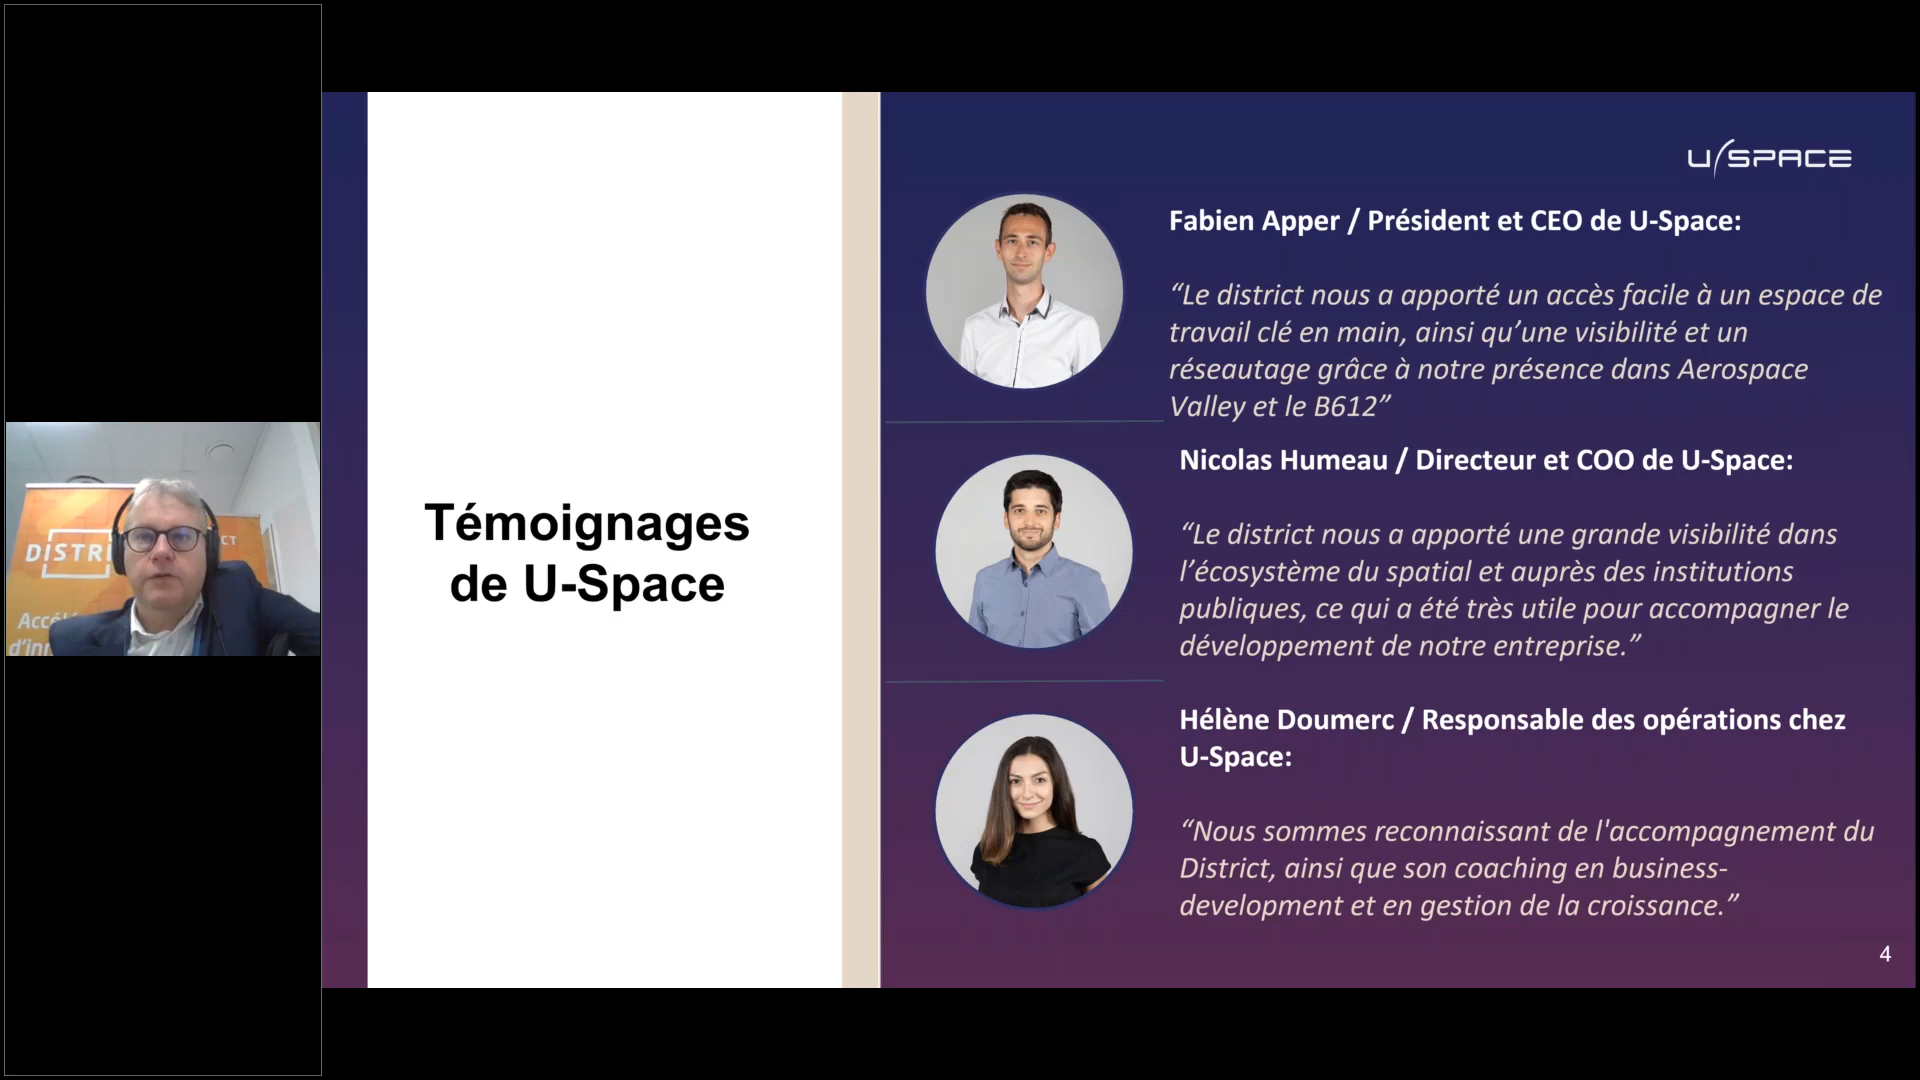 DISTRI
CT
Accél
d'in
Témoignages
de U-Space
U/SPACE
Fabien Apper / Président et CEO de U-Space:
“Le district nous a apporté un accès facile à un espace de
travail clé en main, ainsi qu’une visibilité et un
réseautage grâce à notre présence dans Aerospace
Valley et le B612”
Nicolas Humeau / Directeur et COO de U-Space:
“Le district nous a apporté une grande visibilité dans
l’écosystème du spatial et auprès des institutions
publiques, ce qui a été très utile pour accompagner le
développement de notre entreprise.”
Hélène Doumerc / Responsable des opérations chez
U-Space:
“Nous sommes reconnaissant de l'accompagnement du
District, ainsi que son coaching en business-
development et en gestion de la croissance.”
4